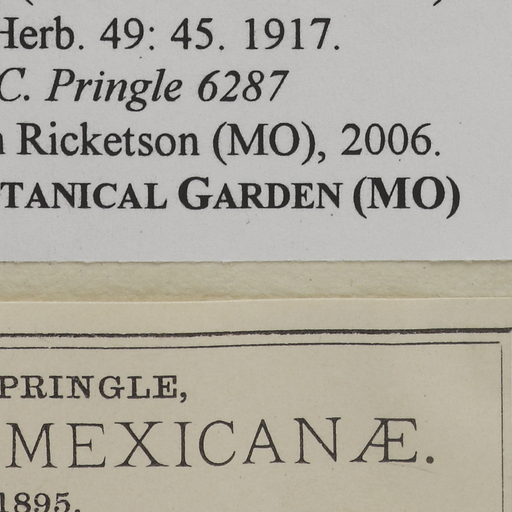 Herb. 49: 45. 1917.
C. Pringle 6287
Ricketson (MO), 2006.
TANICAL GARDEN (MO)
PRINGLE,
MEXICANÆ.
1895.